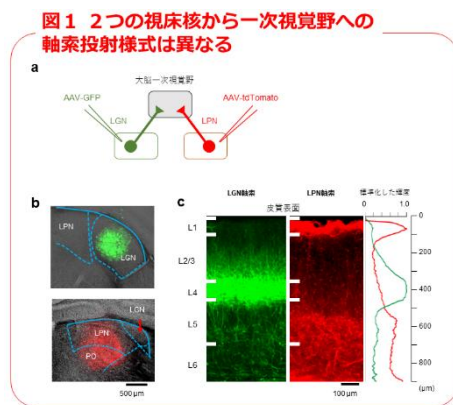 図1 2つの視床核から一次視覚野への
軸索投射様式は異なる
a
大脳一次視覚野
AAV-GFP
AAV-tdTomato
LGN
LPN
b
LPN
LGN
LGN
LPN
PO
500 μm
c
LGN軸索
LPN軸索
標準化した輝度
皮質表面
0
1.0
L1
L2/3
L4
L5
L6
0
200
400
600
800
100 μm